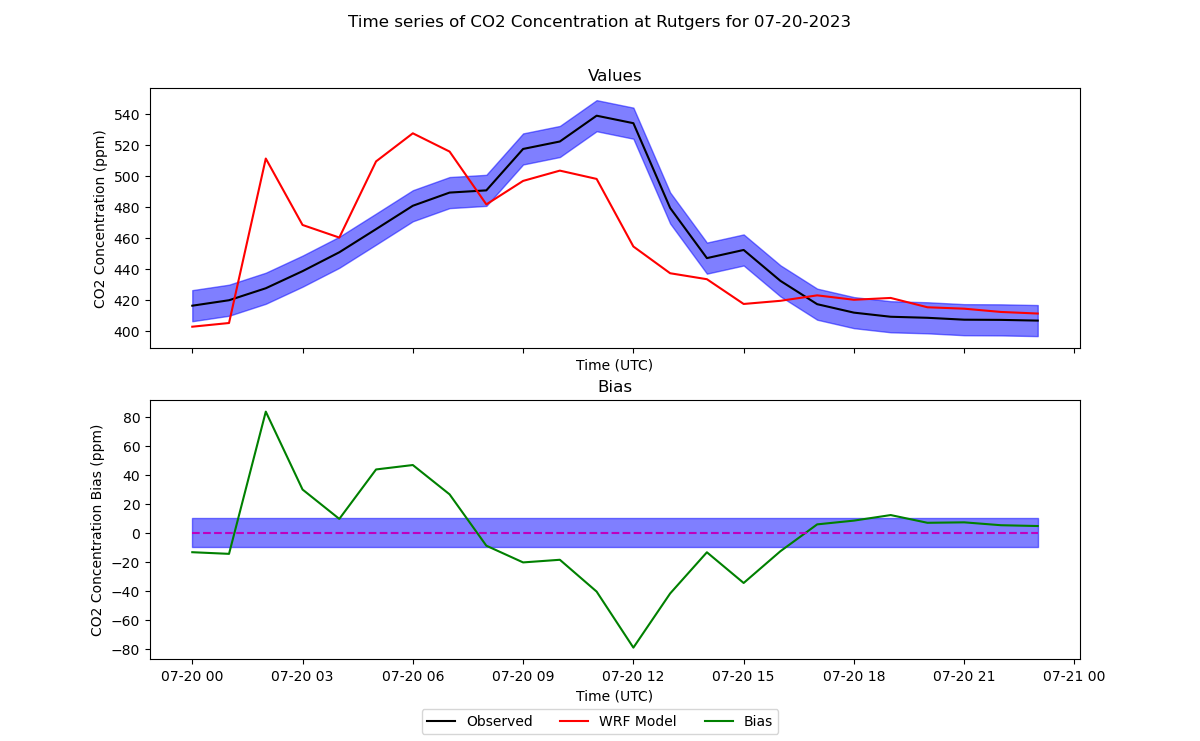 Time series of CO2 Concentration at Rutgers for 07-20-2023
Values
CO2 Concentration (ppm)
540
520
500
480
460
440
420
400
Time (UTC)
Bias
CO2 Concentration Bias (ppm)
80
60
40
20
0
−20
−40
−60
−80
07-20 00 07-20 03 07-20 06 07-20 09 07-20 12 07-20 15 07-20 18 07-20 21 07-21 00
Time (UTC)
Observed WRF Model Bias